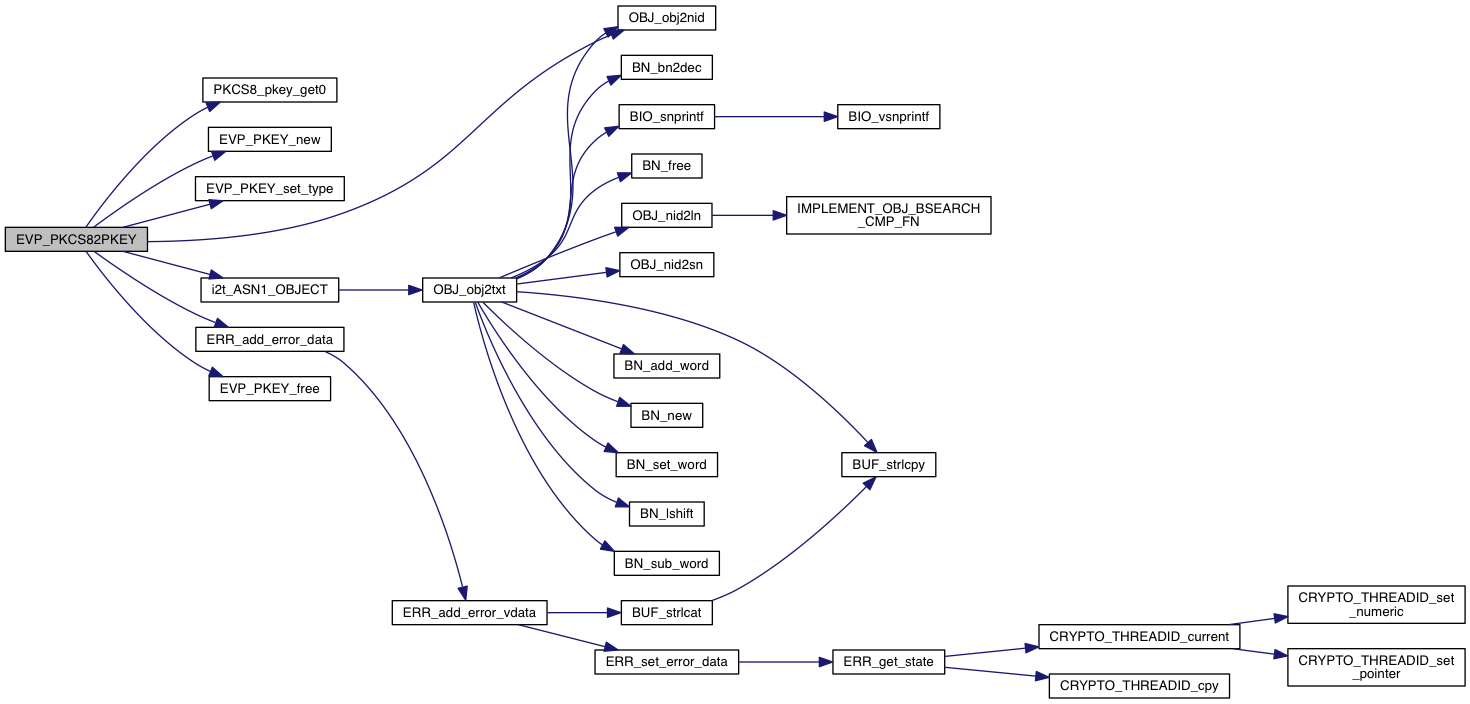 OBJ_obj2nid
BN_bn2dec
PKCS8_pkey_get0
BIO_snprintf
BIO_vsnprintf
EVP_PKEY_new
BN_free
EVP_PKEY_set_type
OBJ_nid2ln
IMPLEMENT_OBJ_BSEARCH
_CMP_FN
EVP_PKCS82PKEY
OBJ_nid2sn
i2t_ASN1_OBJECT
OBJ_obj2txt
ERR_add_error_data
BN_add_word
EVP_PKEY_free
BN_new
BN_set_word
BUF_strlcpy
BN_lshift
BN_sub_word
ERR_add_error_vdata
BUF_strlcat
CRYPTO_THREADID_set
_numeric
CRYPTO_THREADID_current
ERR_set_error_data
ERR_get_state
CRYPTO_THREADID_set
_pointer
CRYPTO_THREADID_cpy